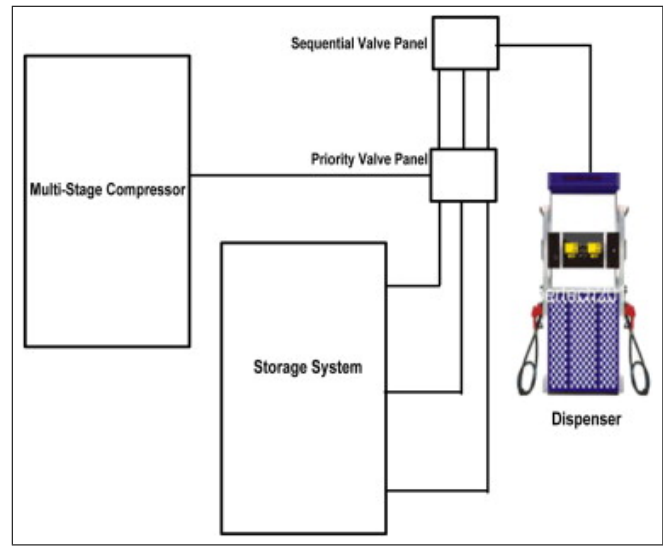 Sequential Valve Panel
Priority Valve Panel
Multi-Stage Compressor
Storage System
Dispenser